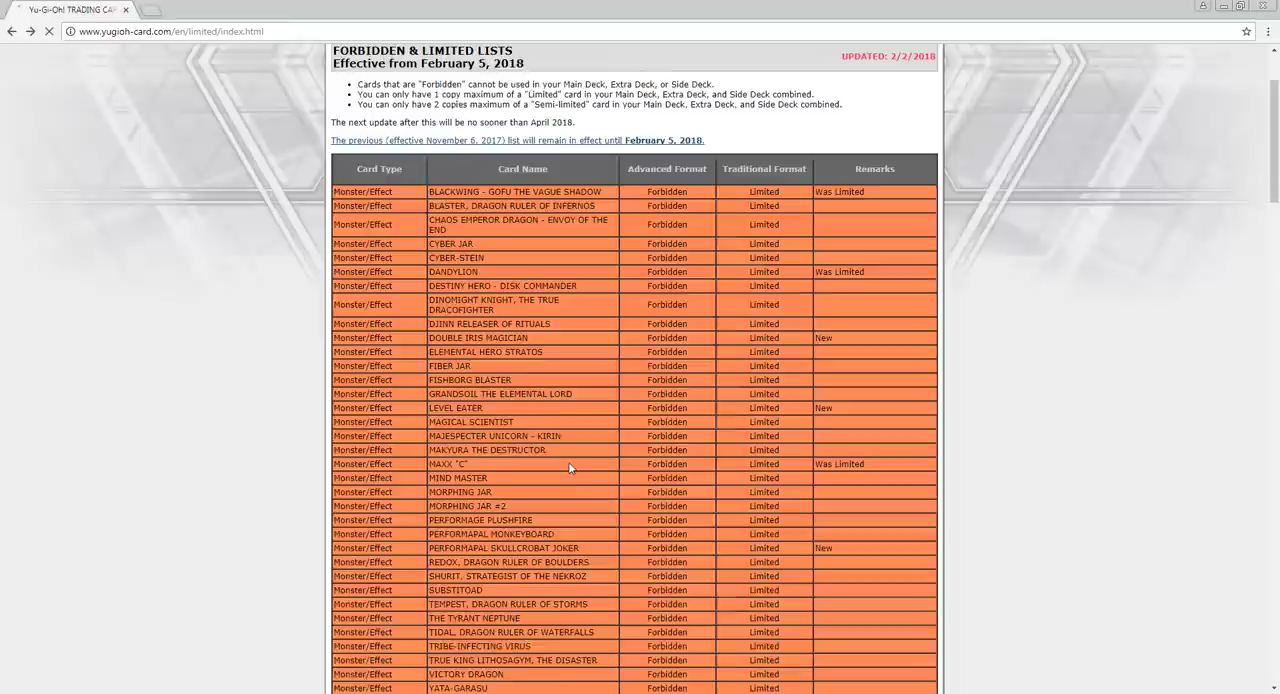 Yu-Gi-Oh! TRADING CAR
www.yugioh-card.com/en/limited/index.html
FORBIDDEN & LIMITED LISTS
Effective from February 5, 2018
UPDATED: 2/2/2018
Cards that are "Forbidden" cannot be used in your Main Deck, Extra Deck, or Side Deck.
You can only have 1 copy maximum of a "Limited" card in your Main Deck, Extra Deck, and Side Deck combined.
You can only have 2 copies maximum of a "Semi-limited" card in your Main Deck, Extra Deck, and Side Deck combined.
The next update after this will be no sooner than April 2018.
The previous (effective November 6, 2017) list will remain in effect until February 5, 2018.
Card Type Card Name Advanced Format Traditional Format Remarks
Monster/Effect BLACKWING - GOFU THE VAGUE SHADOW Forbidden Limited Was Limited
Monster/Effect BLASTER, DRAGON RULER OF INFERNOS Forbidden Limited
Monster/Effect CHAOS EMPEROR DRAGON - ENVOY OF THE
END Forbidden Limited
Monster/Effect CYBER JAR Forbidden Limited
Monster/Effect CYBER-STEIN Forbidden Limited
Monster/Effect DANDYLION Forbidden Limited Was Limited
Monster/Effect DESTINY HERO - DISK COMMANDER Forbidden Limited
Monster/Effect DINOMIGHT KNIGHT, THE TRUE
DRACOFIGHTER Forbidden Limited
Monster/Effect DJINN RELEASER OF RITUALS Forbidden Limited
Monster/Effect DOUBLE IRIS MAGICIAN Forbidden Limited New
Monster/Effect ELEMENTAL HERO STRATOS Forbidden Limited
Monster/Effect FIBER JAR Forbidden Limited
Monster/Effect FISHBORG BLASTER Forbidden Limited
Monster/Effect GRANDSOIL THE ELEMENTAL LORD Forbidden Limited
Monster/Effect LEVEL EATER Forbidden Limited New
Monster/Effect MAGICAL SCIENTIST Forbidden Limited
Monster/Effect MAJESPECTER UNICORN - KIRIN Forbidden Limited
Monster/Effect MAKYURA THE DESTRUCTOR Forbidden Limited
Monster/Effect MAXX "C" Forbidden Limited Was Limited
Monster/Effect MIND MASTER Forbidden Limited
Monster/Effect MORPHING JAR Forbidden Limited
Monster/Effect MORPHING JAR #2 Forbidden Limited
Monster/Effect PERFORMAGE PLUSHFIRE Forbidden Limited
Monster/Effect PERFORMAPAL MONKEYBOARD Forbidden Limited
Monster/Effect PERFORMAPAL SKULLCROBAT JOKER Forbidden Limited New
Monster/Effect REDOX, DRAGON RULER OF BOULDERS Forbidden Limited
Monster/Effect SHURIT, STRATEGIST OF THE NEKROZ Forbidden Limited
Monster/Effect SUBSTITOAD Forbidden Limited
Monster/Effect TEMPEST, DRAGON RULER OF STORMS Forbidden Limited
Monster/Effect THE TYRANT NEPTUNE Forbidden Limited
Monster/Effect TIDAL, DRAGON RULER OF WATERFALLS Forbidden Limited
Monster/Effect TRIBE-INFECTING VIRUS Forbidden Limited
Monster/Effect TRUE KING LITHOSAGYM, THE DISASTER Forbidden Limited
Monster/Effect VICTORY DRAGON Forbidden Limited
Monster/Effect YATA-GARASU Forbidden Limited